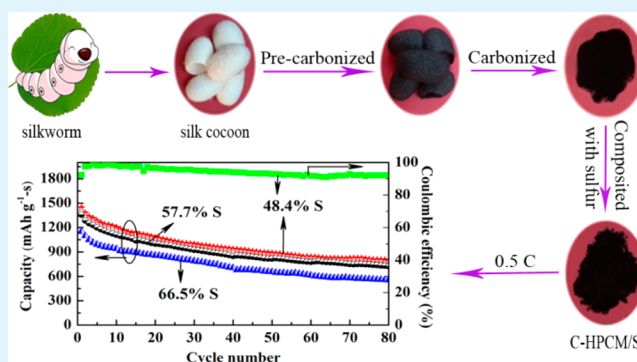 silkworm
silk cocoon
Pre-carbonized
Carbonized
Composited
with sulfur
C-HPCM/S
0.5 C
Capacity (mAh g⁻¹-s)
1800
1500
1200
900
600
300
0
57.7% S
48.4% S
66.5% S
100
80
60
40
20
0
Coulombic efficiency (%)
0 10 20 30 40 50 60 70 80
Cycle number